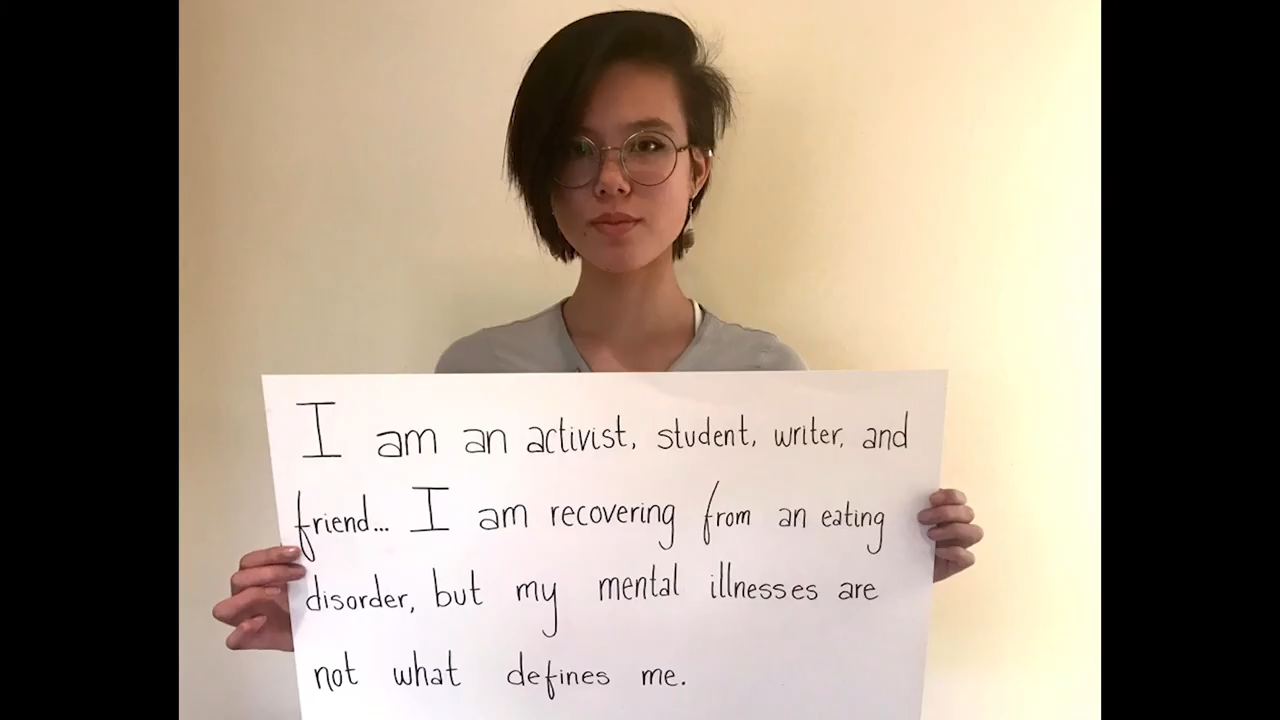 I am an activist, student, writer, and
friend... I am recovering from an eating
disorder, but my mental illnesses are
not what defines me.